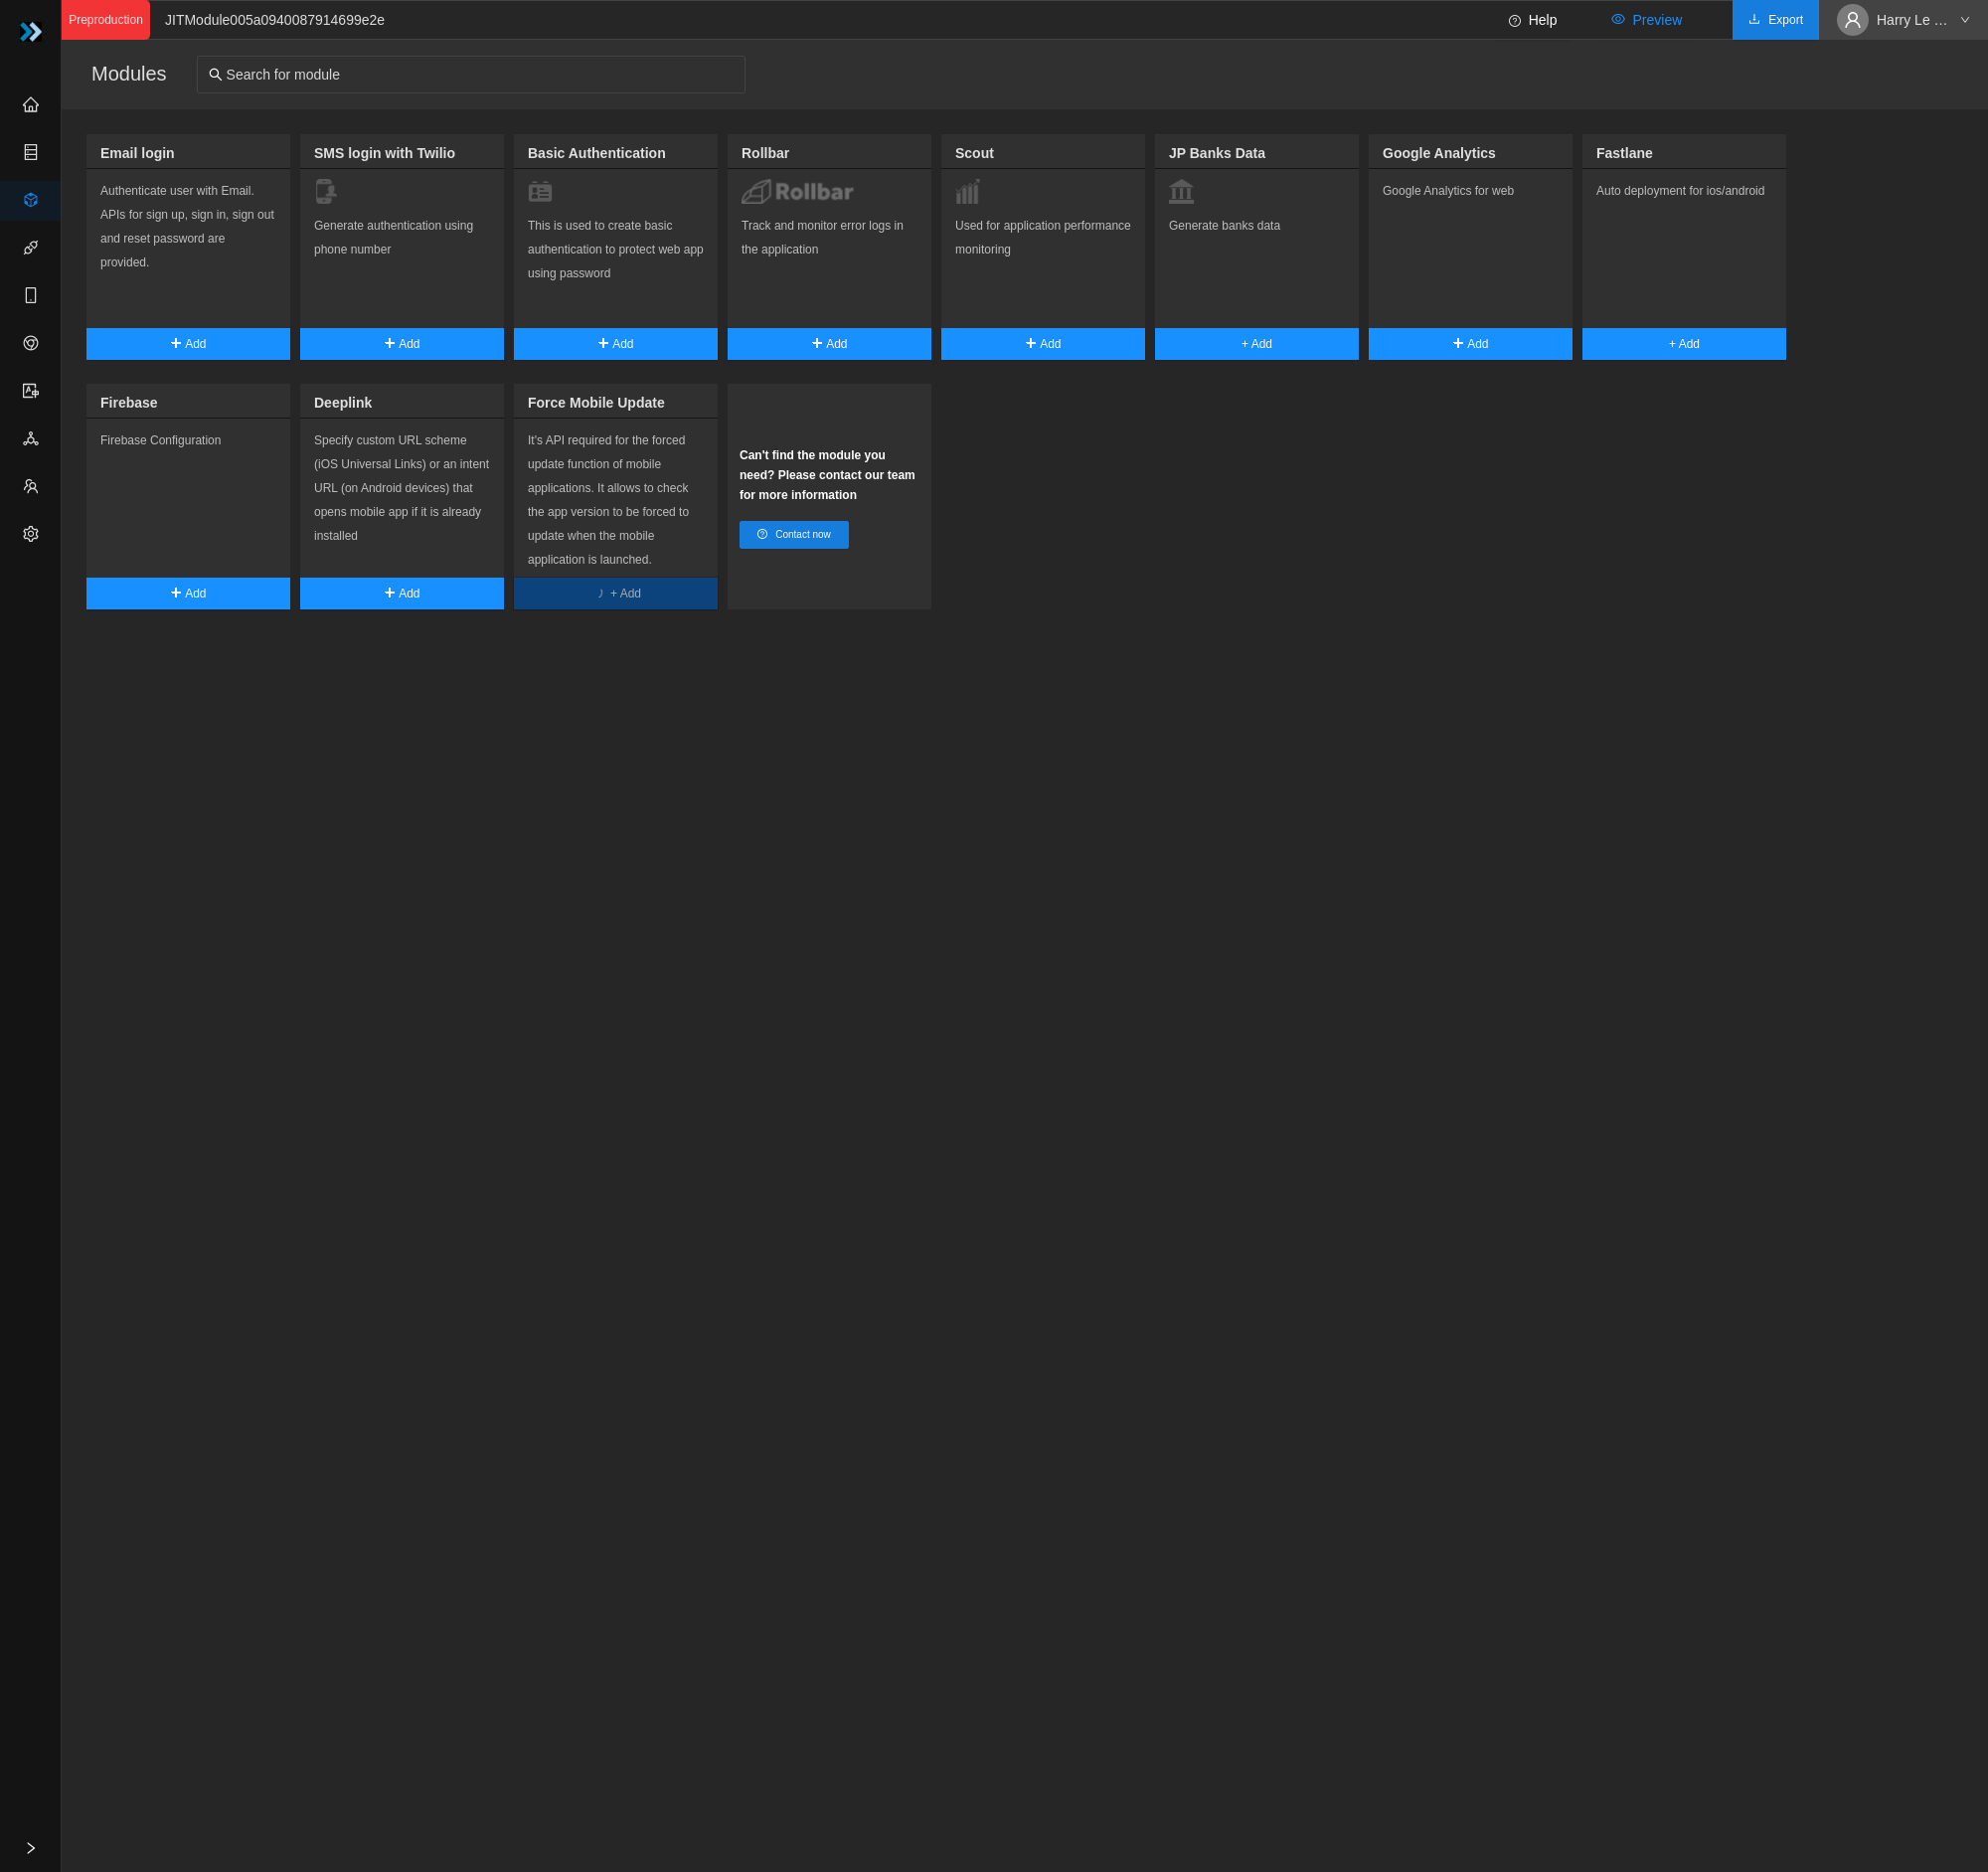 Preproduction
JITModule005a0940087914699e2e
Help
Preview
Export
Harry Le ...
Modules
Search for module
Email login
Authenticate user with Email.
APIs for sign up, sign in, sign out
and reset password are
provided.
Add
SMS login with Twilio
Generate authentication using
phone number
Add
Basic Authentication
This is used to create basic
authentication to protect web app
using password
Add
Rollbar
Rollbar
Track and monitor error logs in
the application
Add
Scout
Used for application performance
monitoring
Add
JP Banks Data
Generate banks data
+ Add
Google Analytics
Google Analytics for web
Add
Fastlane
Auto deployment for ios/android
+ Add
Firebase
Firebase Configuration
Add
Deeplink
Specify custom URL scheme
(iOS Universal Links) or an intent
URL (on Android devices) that
opens mobile app if it is already
installed
Add
Force Mobile Update
It's API required for the forced
update function of mobile
applications. It allows to check
the app version to be forced to
update when the mobile
application is launched.
+ Add
Can't find the module you
need? Please contact our team
for more information
Contact now